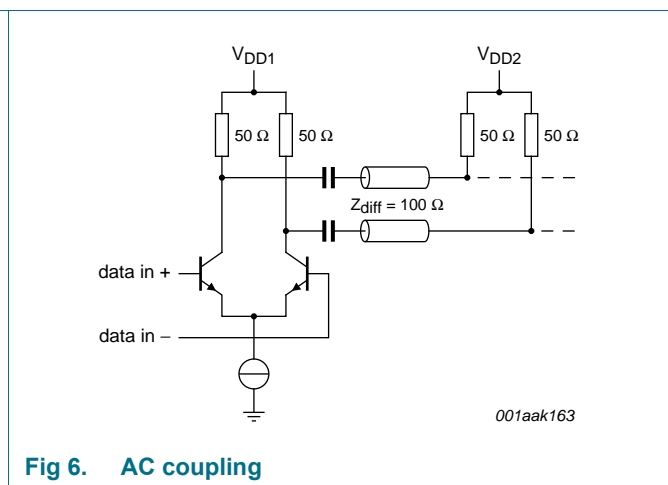 VDD1 VDD2
50 Ω 50 Ω 50 Ω 50 Ω
Zdiff = 100 Ω
data in +
data in −
001aak163
Fig 6. AC coupling